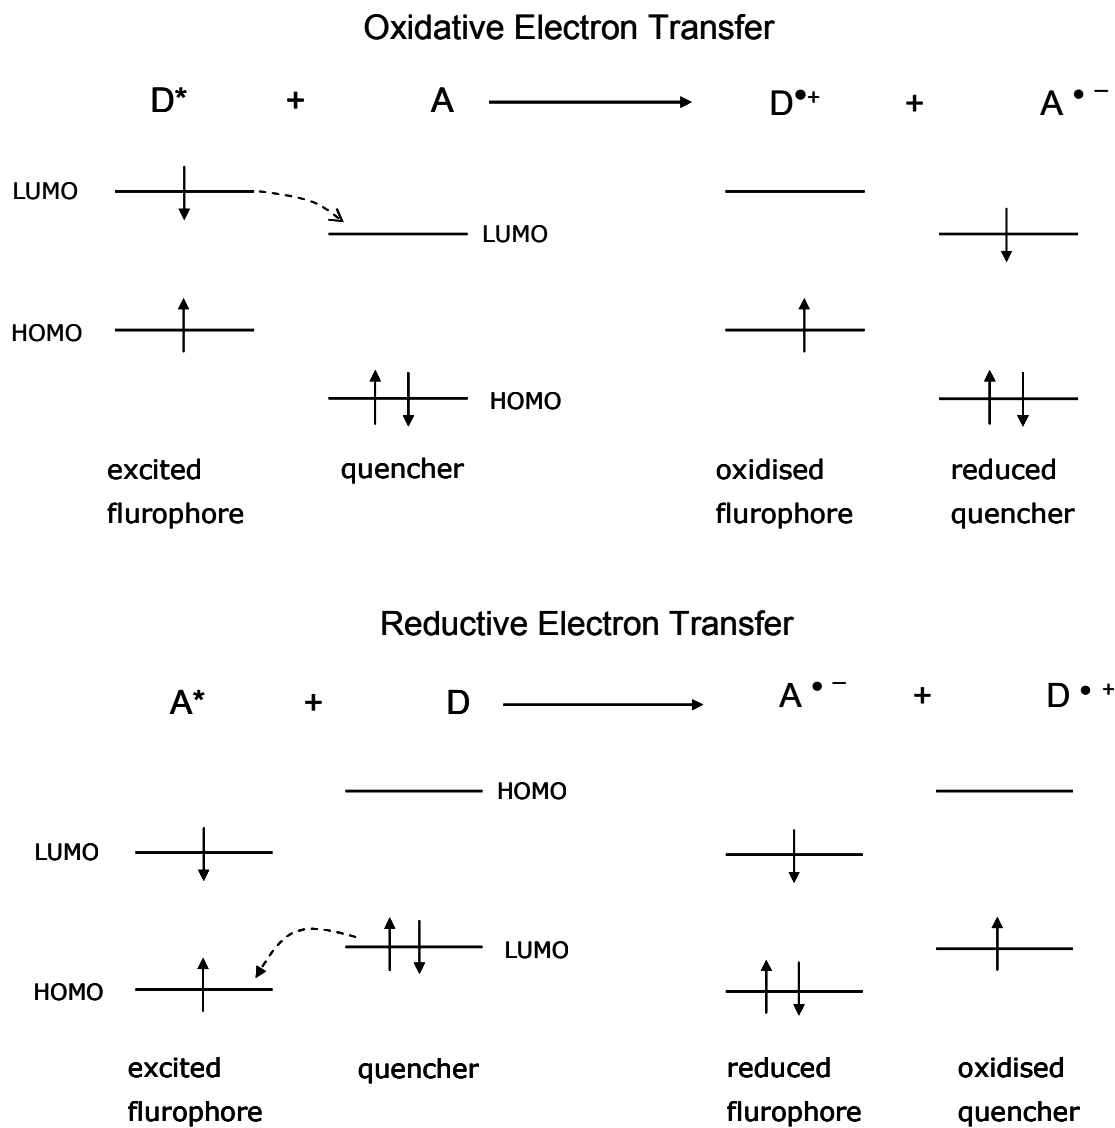 Oxidative Electron Transfer
D* + A D•+ + A • −
LUMO
LUMO
HOMO
HOMO
excited quencher oxidised reduced
flurophore flurophore quencher
Reductive Electron Transfer
A* + D A • − + D • +
HOMO
LUMO
LUMO
HOMO
excited quencher reduced oxidised
flurophore flurophore quencher